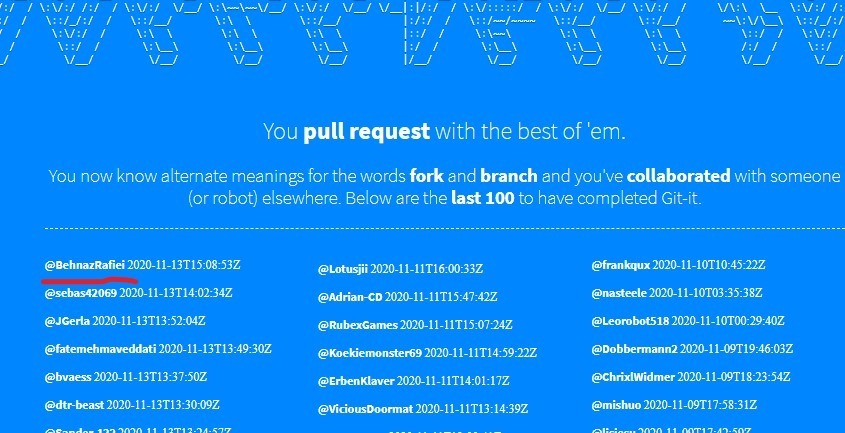 You pull request with the best of 'em.
You now know alternate meanings for the words fork and branch and you've collaborated with someone
(or robot) elsewhere. Below are the last 100 to have completed Git-it.
@BehnazRafiei 2020-11-13T15:08:53Z
@sebas42069 2020-11-13T14:02:34Z
@JGerla 2020-11-13T13:52:04Z
@fatemehmaveddati 2020-11-13T13:49:30Z
@bvaess 2020-11-13T13:37:50Z
@dtr-beast 2020-11-13T13:30:09Z
@Lotusjii 2020-11-11T16:00:33Z
@Adrian-CD 2020-11-11T15:47:42Z
@RubexGames 2020-11-11T15:07:24Z
@Koekiemonster69 2020-11-11T14:59:22Z
@ErbenKlaver 2020-11-11T14:01:17Z
@ViciousDoormat 2020-11-11T13:14:39Z
@frankqux 2020-11-10T10:45:22Z
@nasteele 2020-11-10T03:35:38Z
@Leorobot518 2020-11-10T00:29:40Z
@Dobbermann2 2020-11-09T19:46:03Z
@ChrixlWidmer 2020-11-09T18:23:54Z
@mishuo 2020-11-09T17:58:31Z